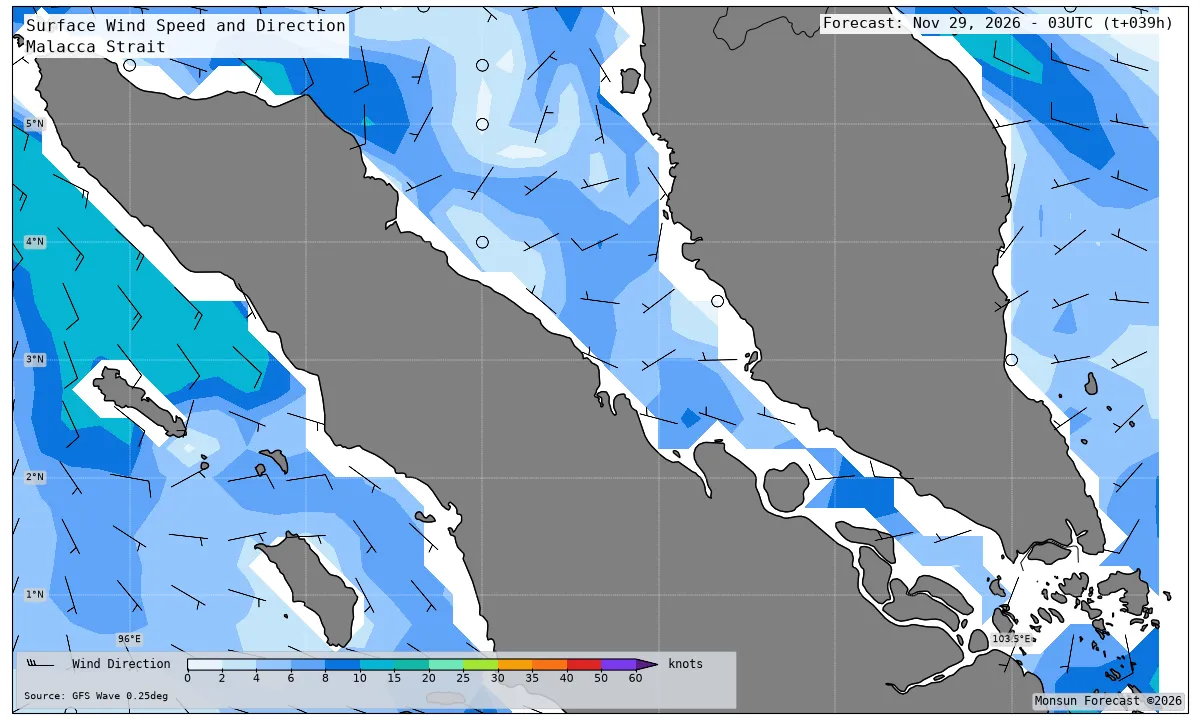 Surface Wind Speed and Direction
Malacca Strait
Forecast: Nov 29, 2026 - 03UTC (t+039h)
5°N
4°N
3°N
2°N
1°N
96°E
103.5°E
Wind Direction
knots
0 2 4 6 8 10 15 20 25 30 35 40 50 60
Source: GFS Wave 0.25deg
Monsun Forecast ©2026